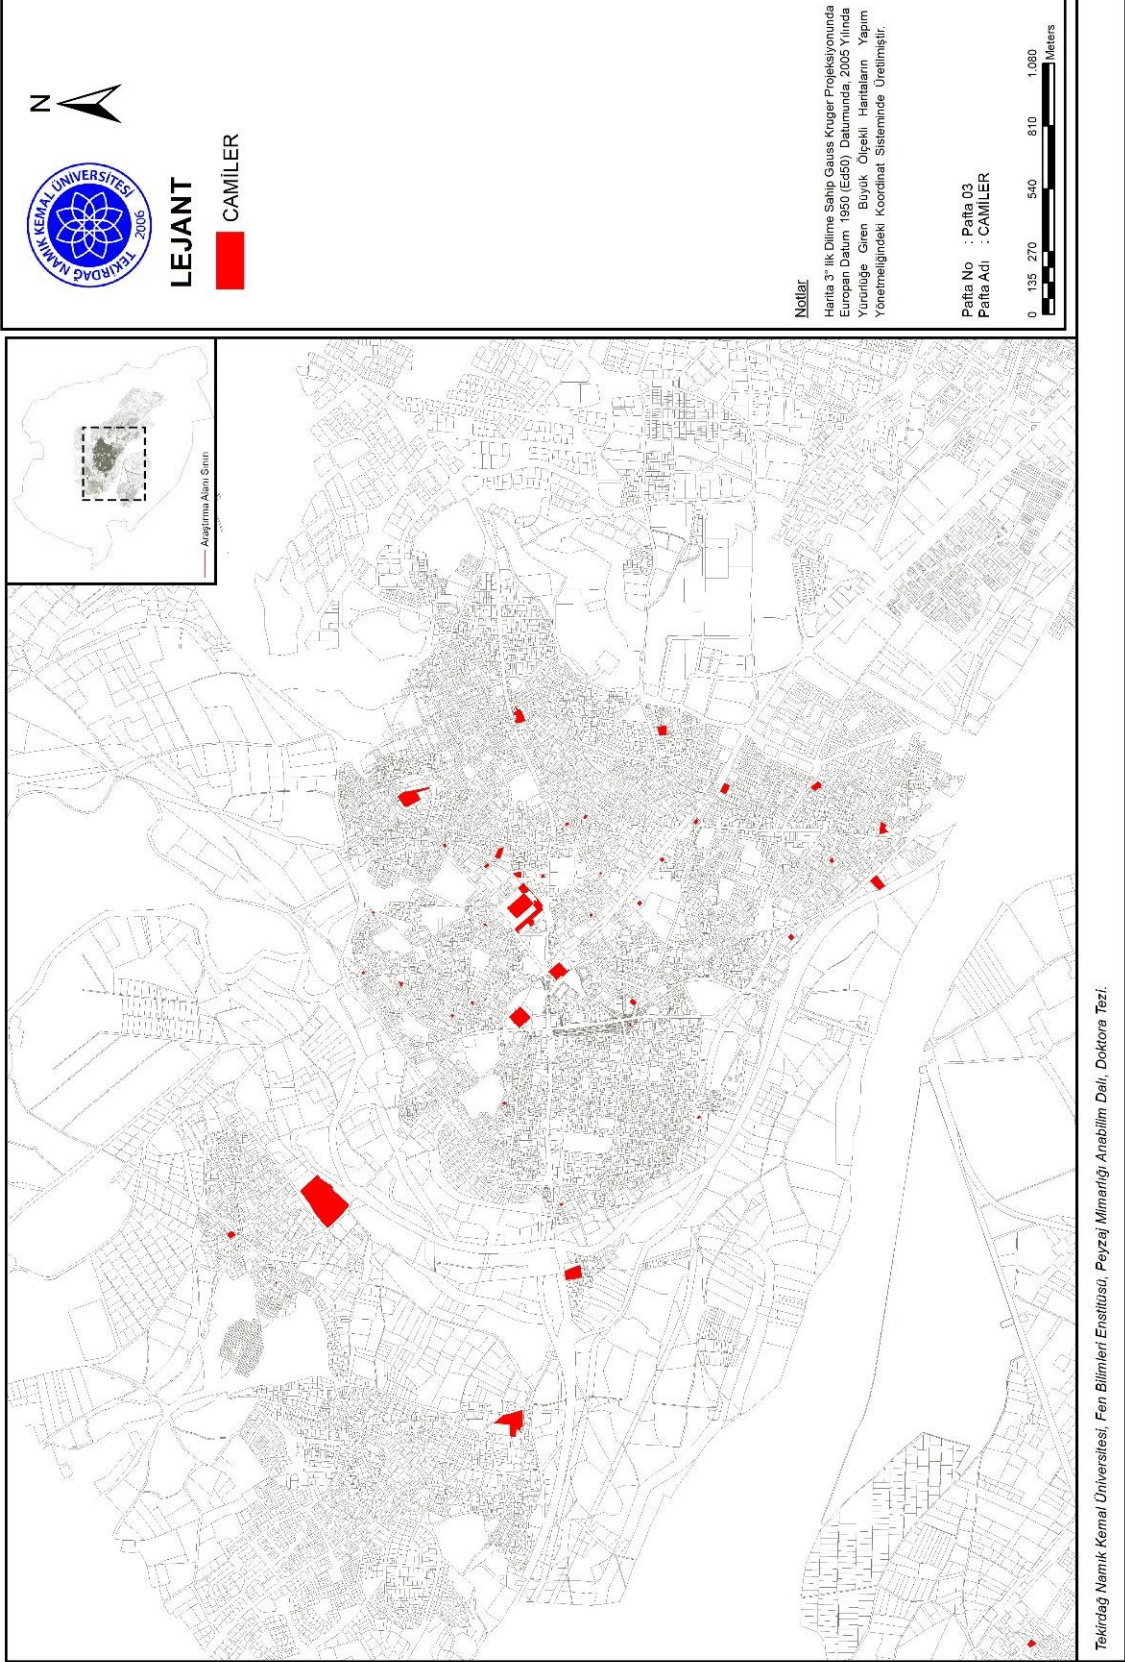 TEKİRDAĞ NAMIK KEMAL ÜNİVERSİTESİ
2006
N
LEJANT
CAMİLER
Araştırma Alanı Sınırı
Notlar
Harita 3° lik Dilime Sahip Gauss Kruger Projeksiyonunda
Europan Datum 1950 (Ed50) Datumunda, 2005 Yılında
Yürürlüğe Giren Büyük Ölçekli Haritaların Yapım
Yönetmeliğindeki Koordinat Sisteminde Üretilmiştir.
Pafta No : Pafta 03
Pafta Adı : CAMİLER
0 135 270 540 810 1.080
Meters
Tekirdağ Namık Kemal Üniversitesi, Fen Bilimleri Enstitüsü, Peyzaj Mimarlığı Anabilim Dalı, Doktora Tezi.